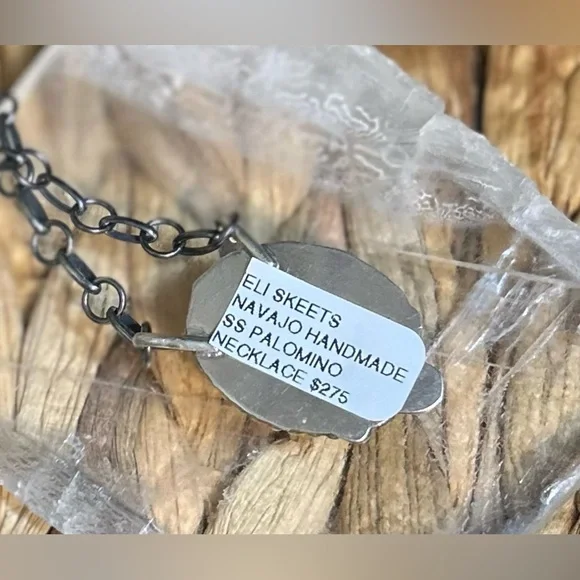 ELI SKEETS
NAVAJO HANDMADE
SS PALOMINO
NECKLACE $275